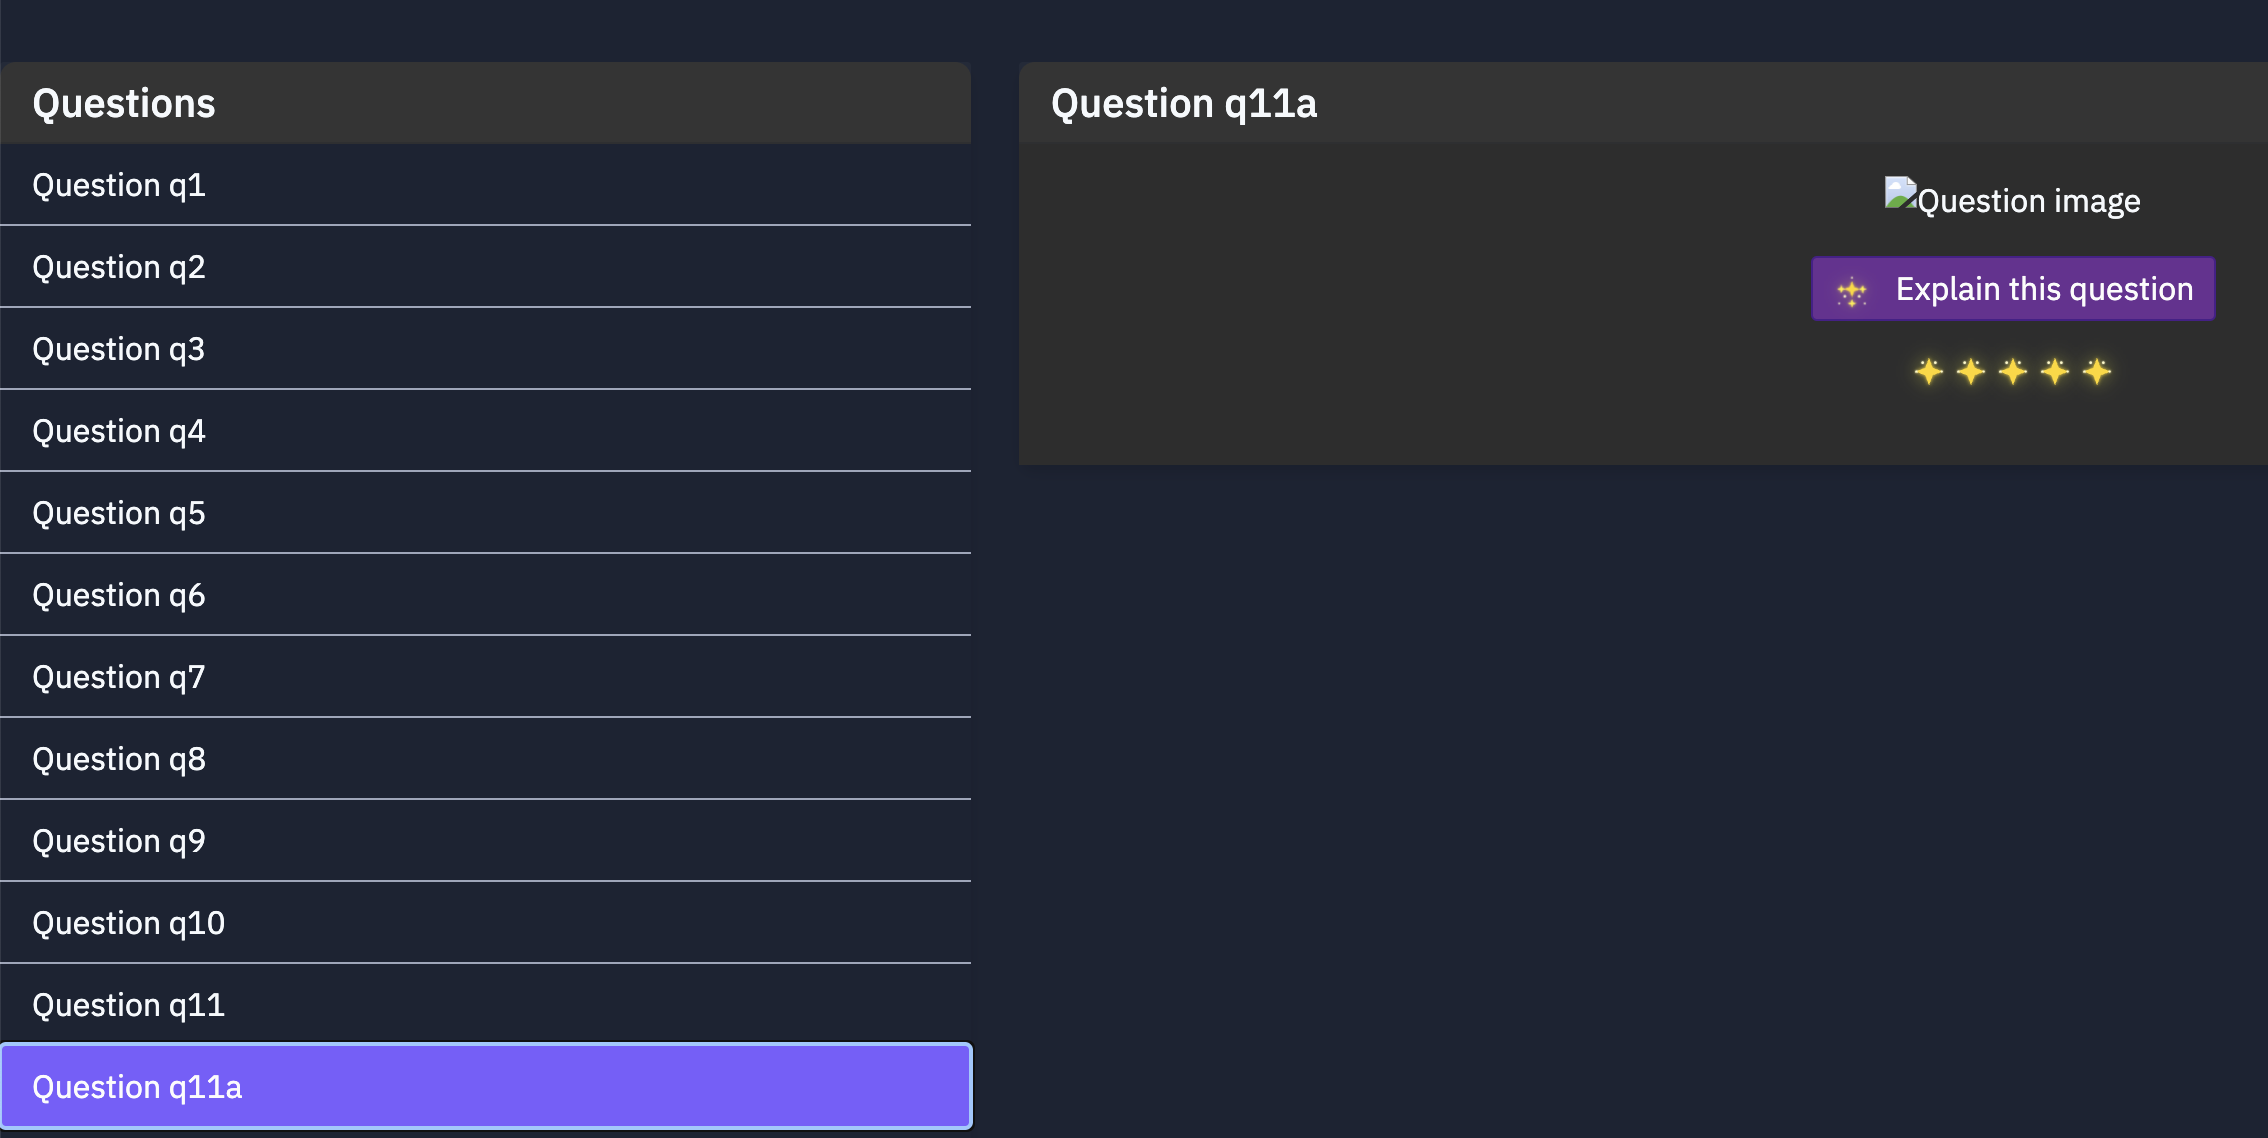 Questions
Question q1
Question q2
Question q3
Question q4
Question q5
Question q6
Question q7
Question q8
Question q9
Question q10
Question q11
Question q11a
Question q11a
Question image
Explain this question